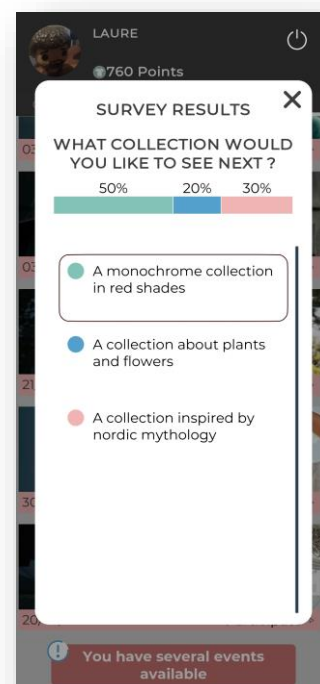 LAURE
760 Points
SURVEY RESULTS
WHAT COLLECTION WOULD
YOU LIKE TO SEE NEXT ?
50% 20% 30%
A monochrome collection
in red shades
A collection about plants
and flowers
A collection inspired by
nordic mythology
You have several events
available